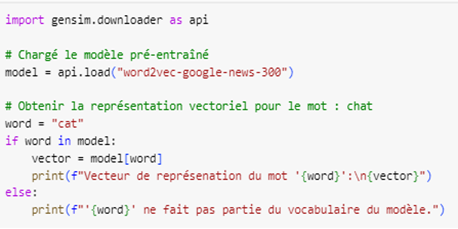 import gensim.downloader as api
# Chargé le modèle pré-entraîné
model = api.load("word2vec-google-news-300")
# Obtenir la représentation vectoriel pour le mot : chat
word = "cat"
if word in model:
    vector = model[word]
    print(f"Vecteur de représenation du mot '{word}':\n{vector}")
else:
    print(f"'{word}' ne fait pas partie du vocabulaire du modèle.")